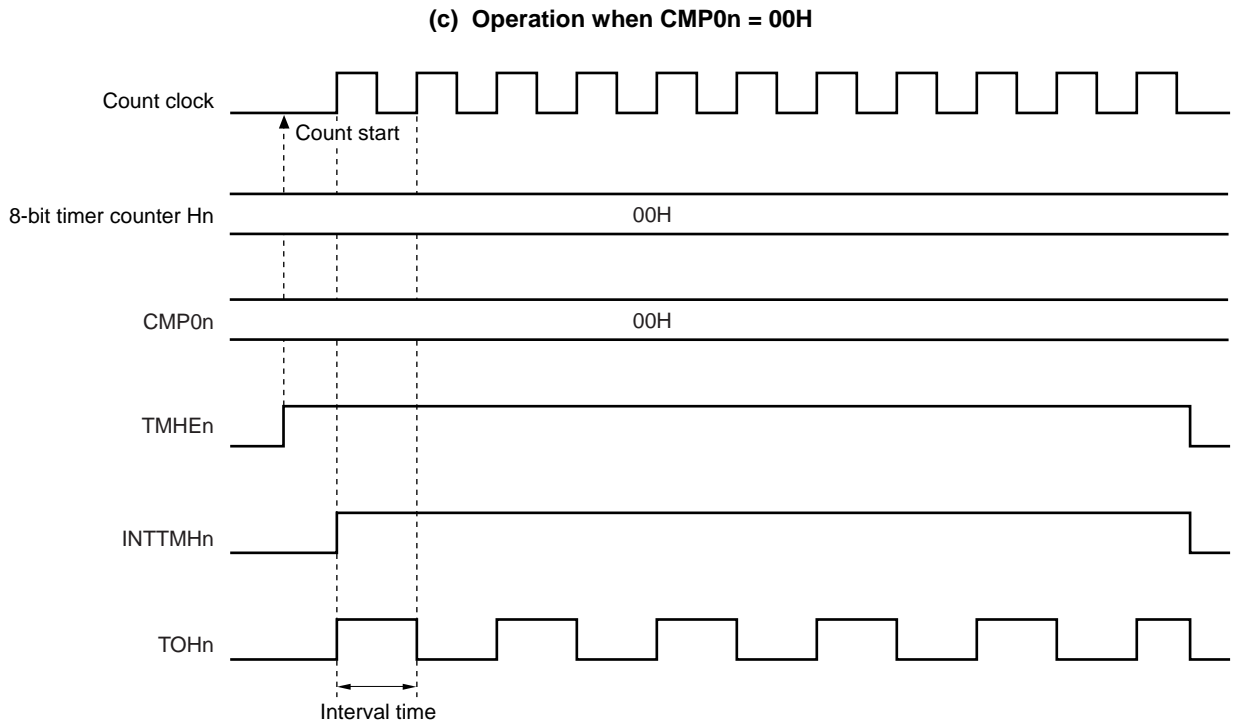 (c) Operation when CMP0n = 00H
Count clock
Count start
8-bit timer counter Hn
00H
CMP0n
00H
TMHEn
INTTMHn
TOHn
Interval time